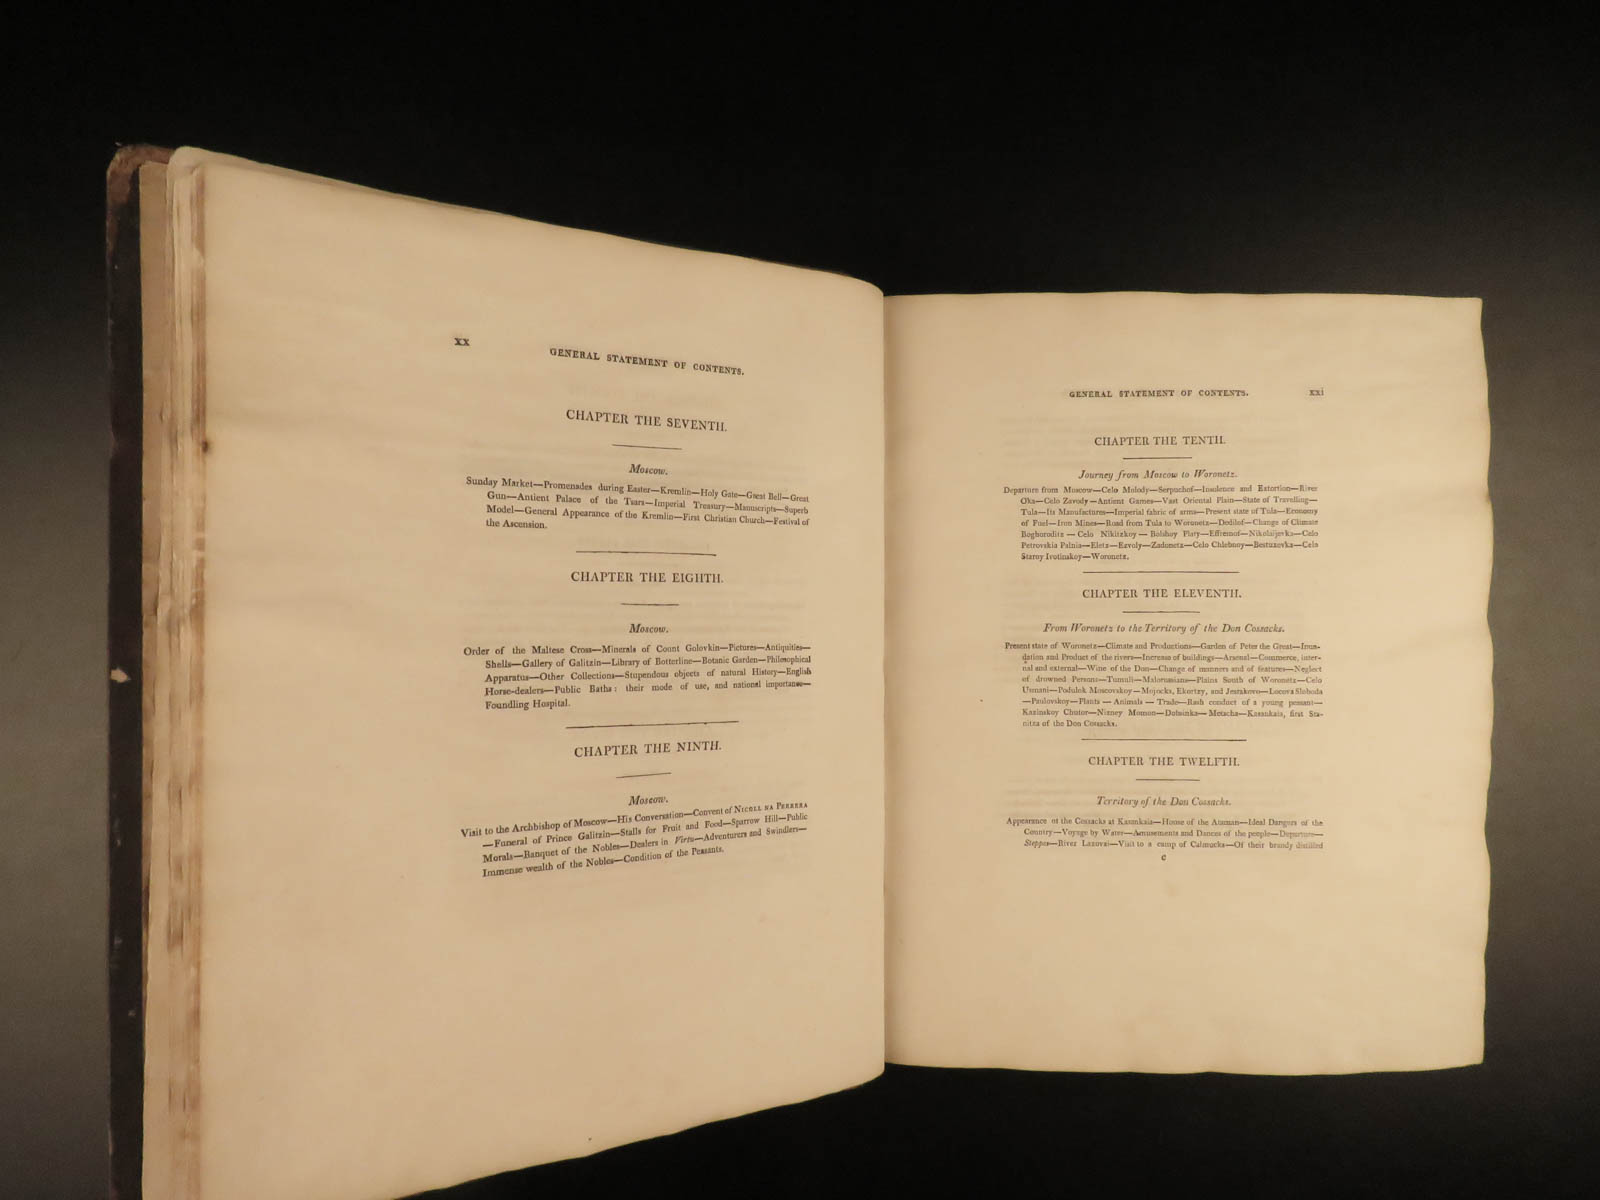 xx
GENERAL STATEMENT OF CONTENTS.
CHAPTER THE SEVENTH.
Moscow.
Sunday Market—Promenades during Easter—Kremlin—Holy Gate—Great Bell—Great
Gun—Antient Palace of the Tsars—Imperial Treasury—Manuscripts—Superb
Model—General Appearance of the Kremlin—First Christian Church—Festival of
the Ascension.
CHAPTER THE EIGHTH.
Moscow.
Order of the Maltese Cross—Minerals of Count Golovkin—Pictures—Antiquities—
Shells—Gallery of Galitzin—Library of Botterline—Botanic Garden—Philosophical
Apparatus—Other Collections—Stupendous objects of natural History—English
Horse-dealers—Public Baths: their mode of use, and national importance—
Foundling Hospital.
CHAPTER THE NINTH.
Moscow.
Visit to the Archbishop of Moscow—His Conversation—Convent of NICOLL NA PERRERA
—Funeral of Prince Galitzin—Stalls for Fruit and Food—Sparrow Hill—Public
Morals—Banquet of the Nobles—Dealers in Virtu—Adventurers and Swindlers—
Immense wealth of the Nobles—Condition of the Peasants.
GENERAL STATEMENT OF CONTENTS. xxi
CHAPTER THE TENTH.
Journey from Moscow to Woronetz.
Departure from Moscow—Celo Molody—Serpuchof—Insolence and Extortion—River
Oka—Celo Zavody—Antient Games—Vast Oriental Plain—State of Travelling—
Tula—Its Manufactures—Imperial fabric of arms—Present state of Tula—Economy
of Fuel—Iron Mines—Road from Tula to Woronetz—Dedilof—Change of Climate
Boghoroditz—Celo Nikitzkoy—Bolshoy Platy—Effremof—Nikolaijevka—Celo
Petrovskia Palnia—Eletz—Ezvoly—Zadonetz—Celo Chlebnoy—Bestuzovka—Celo
Staroy Ivotinskoy—Woronetz.
CHAPTER THE ELEVENTH.
From Woronetz to the Territory of the Don Cossacks.
Present state of Woronetz—Climate and Productions—Garden of Peter the Great—Inun-
dation and Product of the rivers—Increase of buildings—Arsenal—Commerce, inter-
nal and external—Wine of the Don—Change of manners and of features—Neglect
of drowned Persons—Tumuli—Malorussians—Plains South of Woronetz—Celo
Usmani—Podulok Moscovskoy—Mojocks, Ekortzy, and Jestakovo—Locova Sloboda
—Paulovskoy—Plants—Animals—Trade—Rash conduct of a young peasant—
Kazinskoy Chutor—Nizney Momon—Dobrinka—Metscha—Kasankaia, first Sta-
nitza of the Don Cossacks.
CHAPTER THE TWELFTH.
Territory of the Don Cossacks.
Appearance of the Cossacks at Kasankaia—House of the Ataman—Ideal Dangers of the
Country—Voyage by Water—Amusements and Dances of the people—Departure—
Steppes—River Lazovai—Visit to a camp of Calmucks—Of their brandy distilled
c